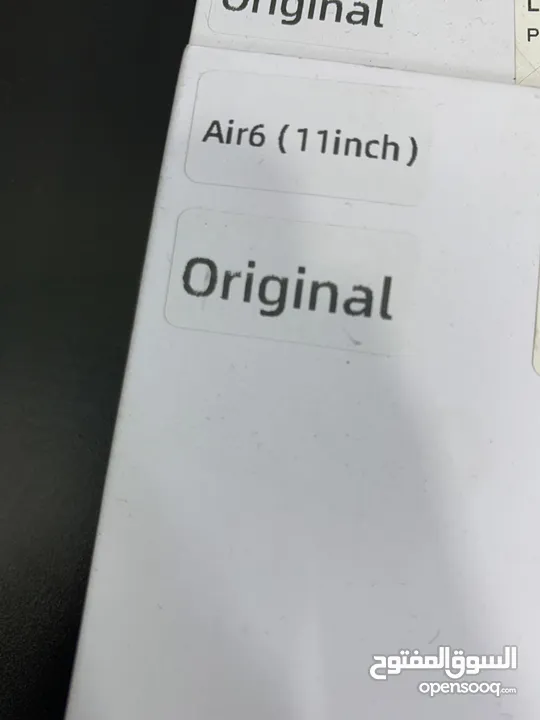 Original
L
P
Air6 (11inch)
Original
السوق المفتوح
opensooq.com